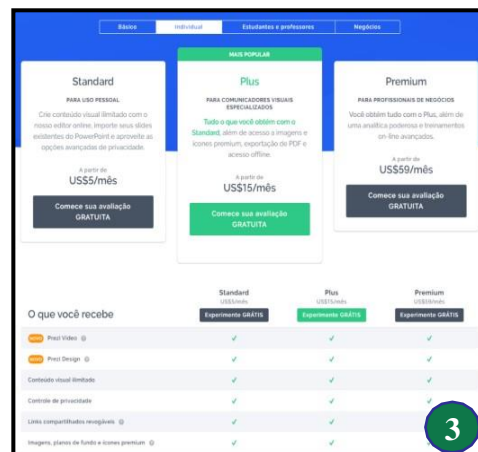 Básico Individual Estudantes e professores Negócios
MAIS POPULAR
Standard
PARA USO PESSOAL
Crie conteúdo visual ilimitado com o
nosso editor online, importe seus slides
existentes do PowerPoint e aproveite as
opções avançadas de privacidade.
A partir de
US$5/mês
Comece sua avaliação
GRATUITA
Plus
PARA COMUNICADORES VISUAIS
ESPECIALIZADOS
Tudo o que você obtém com o
Standard, além de acesso a imagens e
ícones premium, exportação de PDF e
acesso offline.
A partir de
US$15/mês
Comece sua avaliação
GRATUITA
Premium
PARA PROFISSIONAIS DE NEGÓCIOS
Você obtém tudo com o Plus, além de
uma analítica poderosa e treinamentos
on-line avançados.
A partir de
US$59/mês
Comece sua avaliação
GRATUITA
Standard Plus Premium
US$5/mês US$15/mês US$59/mês
O que você recebe Experimente GRÁTIS Experimente GRÁTIS Experimente GRÁTIS
NOVO Prezi Video
NOVO Prezi Design
Conteúdo visual ilimitado
Controle de privacidade
Links compartilhados revogáveis
Imagens, planos de fundo e ícones premium
3